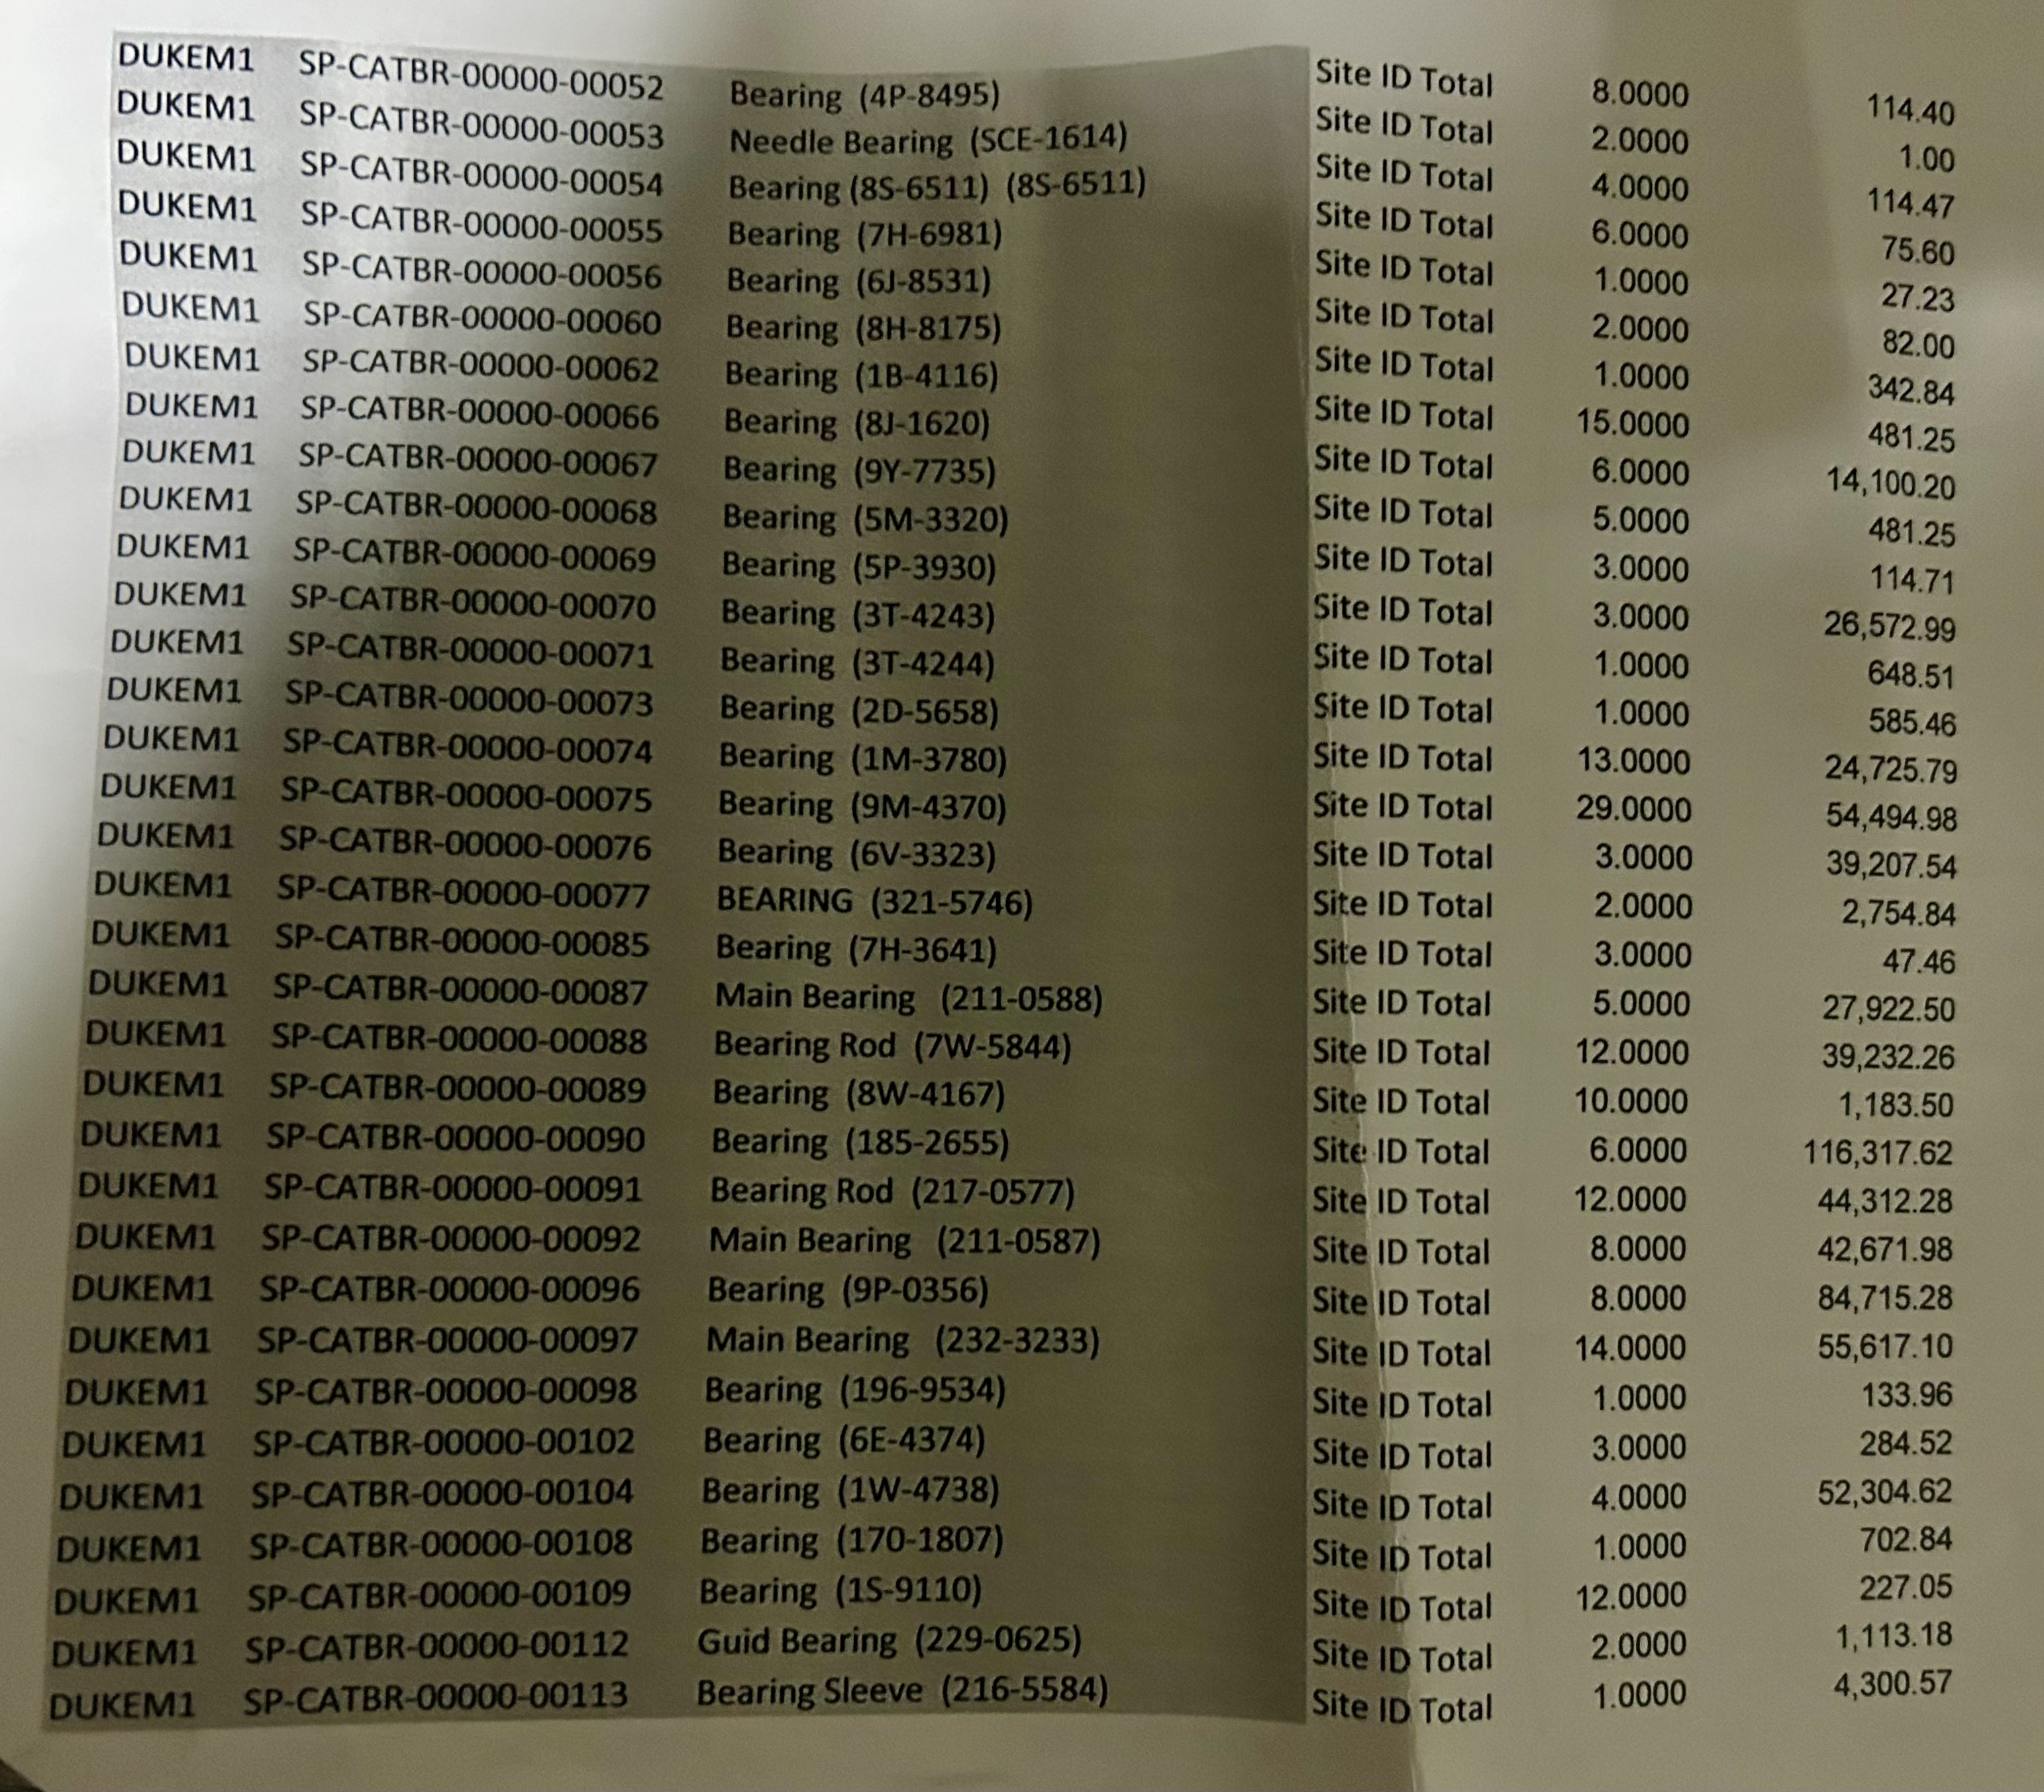 DUKEM1 SP-CATBR-00000-00052 Bearing (4P-8495) Site ID Total 8.0000 114.40
DUKEM1 SP-CATBR-00000-00053 Needle Bearing (SCE-1614) Site ID Total 2.0000 1.00
DUKEM1 SP-CATBR-00000-00054 Bearing (8S-6511) (8S-6511) Site ID Total 4.0000 114.47
DUKEM1 SP-CATBR-00000-00055 Bearing (7H-6981) Site ID Total 6.0000 75.60
DUKEM1 SP-CATBR-00000-00056 Bearing (6J-8531) Site ID Total 1.0000 27.23
DUKEM1 SP-CATBR-00000-00060 Bearing (8H-8175) Site ID Total 2.0000 82.00
DUKEM1 SP-CATBR-00000-00062 Bearing (1B-4116) Site ID Total 1.0000 342.84
DUKEM1 SP-CATBR-00000-00066 Bearing (8J-1620) Site ID Total 15.0000 481.25
DUKEM1 SP-CATBR-00000-00067 Bearing (9Y-7735) Site ID Total 6.0000 14,100.20
DUKEM1 SP-CATBR-00000-00068 Bearing (5M-3320) Site ID Total 5.0000 481.25
DUKEM1 SP-CATBR-00000-00069 Bearing (5P-3930) Site ID Total 3.0000 114.71
DUKEM1 SP-CATBR-00000-00070 Bearing (3T-4243) Site ID Total 3.0000 26,572.99
DUKEM1 SP-CATBR-00000-00071 Bearing (3T-4244) Site ID Total 1.0000 648.51
DUKEM1 SP-CATBR-00000-00073 Bearing (2D-5658) Site ID Total 1.0000 585.46
DUKEM1 SP-CATBR-00000-00074 Bearing (1M-3780) Site ID Total 13.0000 24,725.79
DUKEM1 SP-CATBR-00000-00075 Bearing (9M-4370) Site ID Total 29.0000 54,494.98
DUKEM1 SP-CATBR-00000-00076 Bearing (6V-3323) Site ID Total 3.0000 39,207.54
DUKEM1 SP-CATBR-00000-00077 BEARING (321-5746) Site ID Total 2.0000 2,754.84
DUKEM1 SP-CATBR-00000-00085 Bearing (7H-3641) Site ID Total 3.0000 47.46
DUKEM1 SP-CATBR-00000-00087 Main Bearing (211-0588) Site ID Total 5.0000 27,922.50
DUKEM1 SP-CATBR-00000-00088 Bearing Rod (7W-5844) Site ID Total 12.0000 39,232.26
DUKEM1 SP-CATBR-00000-00089 Bearing (8W-4167) Site ID Total 10.0000 1,183.50
DUKEM1 SP-CATBR-00000-00090 Bearing (185-2655) Site ID Total 6.0000 116,317.62
DUKEM1 SP-CATBR-00000-00091 Bearing Rod (217-0577) Site ID Total 12.0000 44,312.28
DUKEM1 SP-CATBR-00000-00092 Main Bearing (211-0587) Site ID Total 8.0000 42,671.98
DUKEM1 SP-CATBR-00000-00096 Bearing (9P-0356) Site ID Total 8.0000 84,715.28
DUKEM1 SP-CATBR-00000-00097 Main Bearing (232-3233) Site ID Total 14.0000 55,617.10
DUKEM1 SP-CATBR-00000-00098 Bearing (196-9534) Site ID Total 1.0000 133.96
DUKEM1 SP-CATBR-00000-00102 Bearing (6E-4374) Site ID Total 3.0000 284.52
DUKEM1 SP-CATBR-00000-00104 Bearing (1W-4738) Site ID Total 4.0000 52,304.62
DUKEM1 SP-CATBR-00000-00108 Bearing (170-1807) Site ID Total 1.0000 702.84
DUKEM1 SP-CATBR-00000-00109 Bearing (1S-9110) Site ID Total 12.0000 227.05
DUKEM1 SP-CATBR-00000-00112 Guid Bearing (229-0625) Site ID Total 2.0000 1,113.18
DUKEM1 SP-CATBR-00000-00113 Bearing Sleeve (216-5584) Site ID Total 1.0000 4,300.57